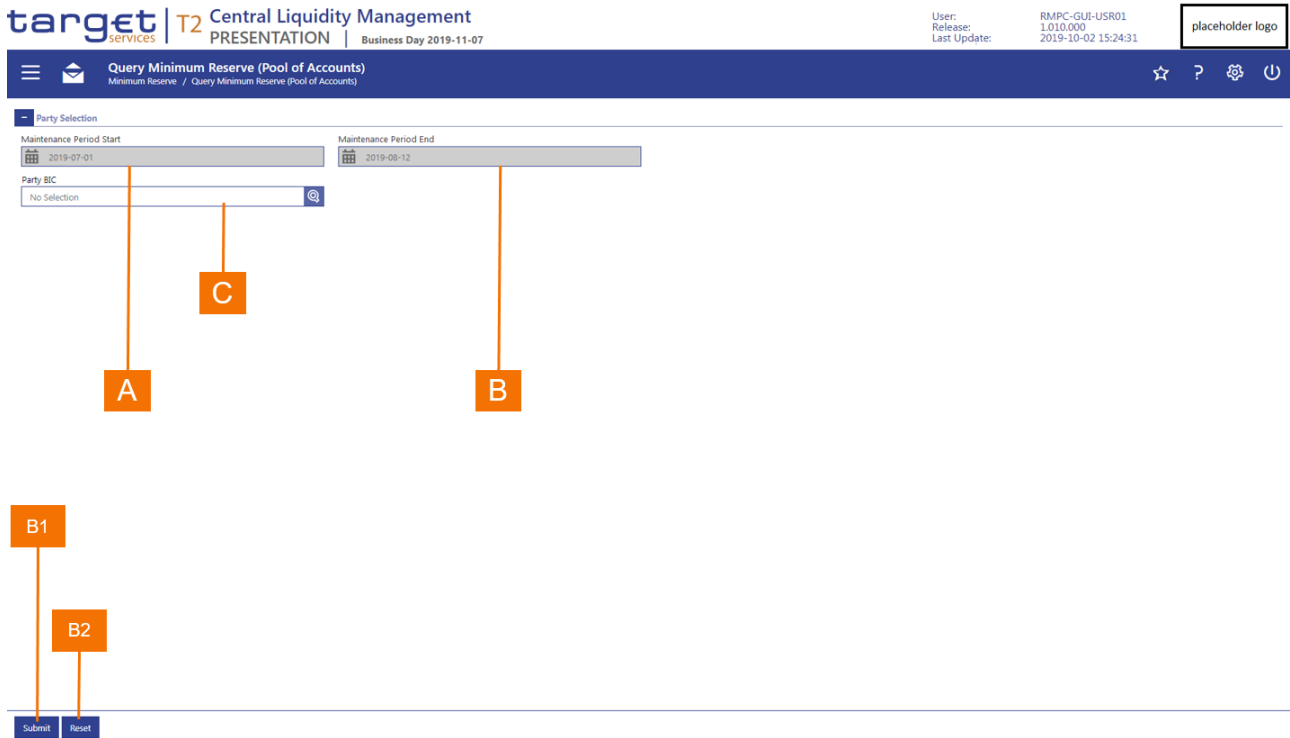 target services T2 Central Liquidity Management
PRESENTATION | Business Day 2019-11-07
User: RMPC-GUI-USR01
Release: 1.010.000
Last Update: 2019-10-02 15:24:31
placeholder logo
Query Minimum Reserve (Pool of Accounts)
Minimum Reserve / Query Minimum Reserve (Pool of Accounts)
?
Party Selection
Maintenance Period Start Maintenance Period End
2019-07-01 2019-08-12
Party BIC
No Selection
C
A B
B1
B2
Submit Reset